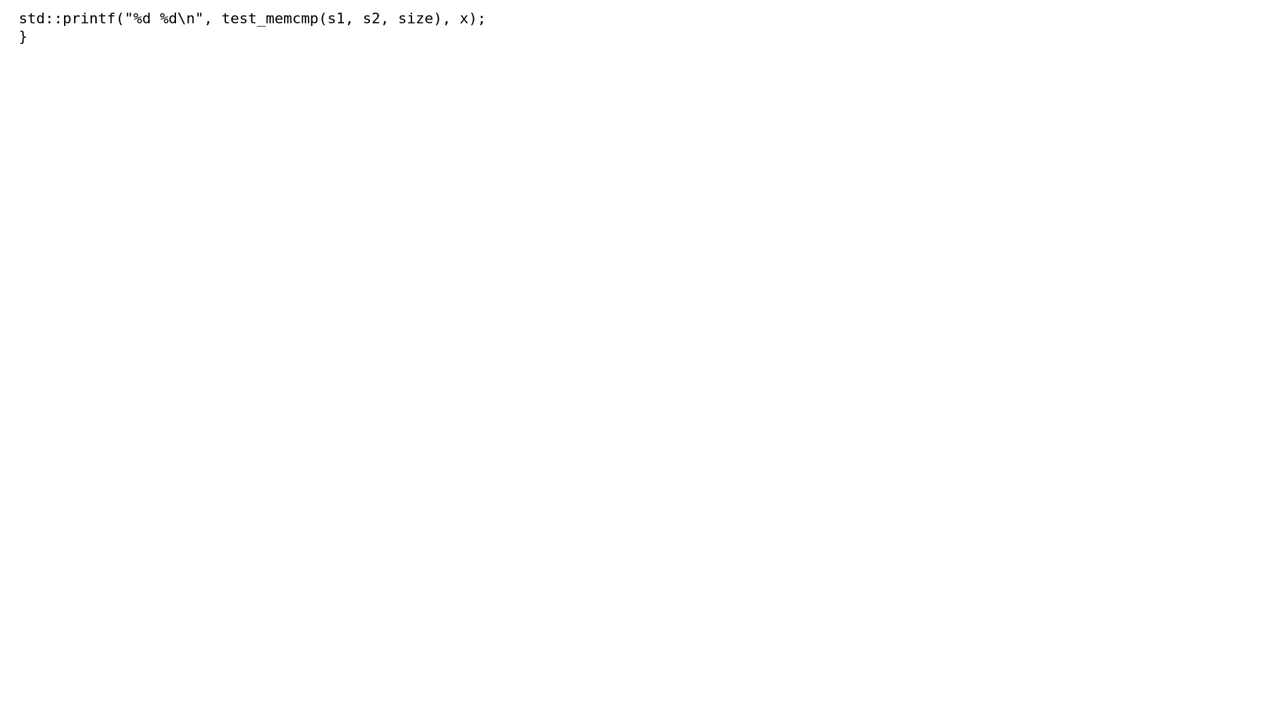 std::printf("%d %d\n", test_memcmp(s1, s2, size), x);
}